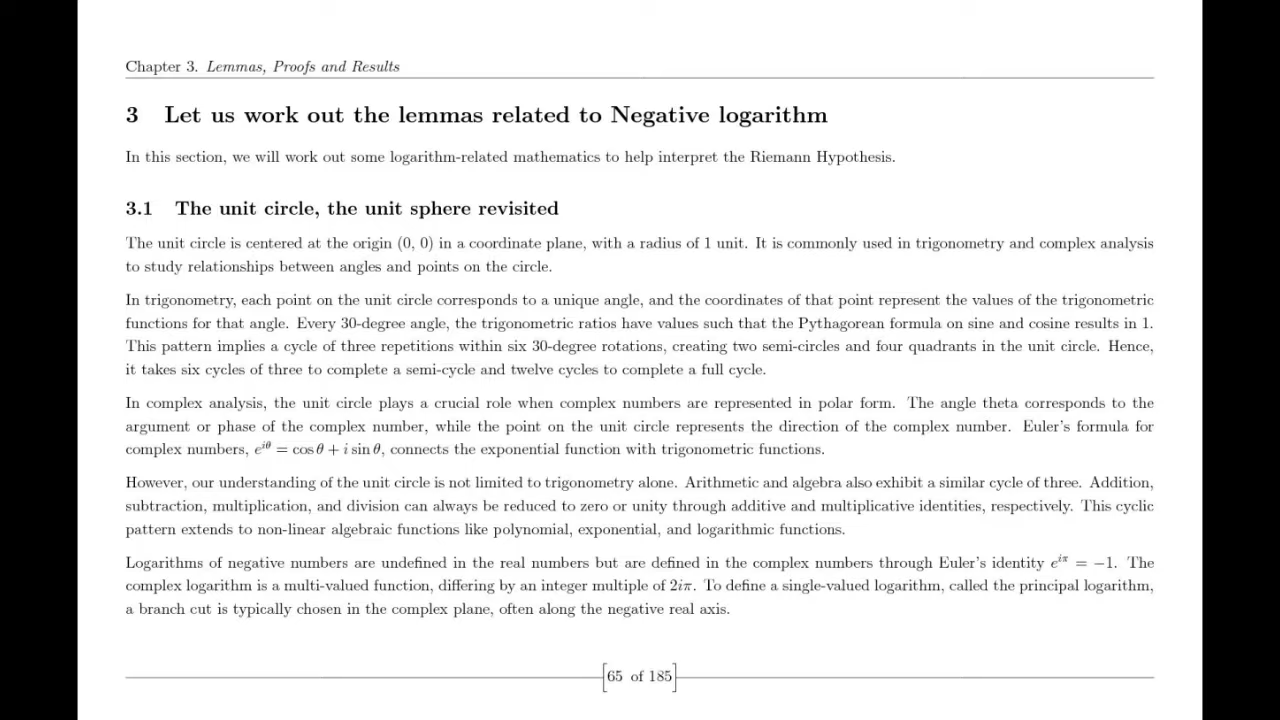 Chapter 3. Lemmas, Proofs and Results
3 Let us work out the lemmas related to Negative logarithm
In this section, we will work out some logarithm-related mathematics to help interpret the Riemann Hypothesis.
3.1 The unit circle, the unit sphere revisited
The unit circle is centered at the origin (0, 0) in a coordinate plane, with a radius of 1 unit. It is commonly used in trigonometry and complex analysis
to study relationships between angles and points on the circle.
In trigonometry, each point on the unit circle corresponds to a unique angle, and the coordinates of that point represent the values of the trigonometric
functions for that angle. Every 30-degree angle, the trigonometric ratios have values such that the Pythagorean formula on sine and cosine results in 1.
This pattern implies a cycle of three repetitions within six 30-degree rotations, creating two semi-circles and four quadrants in the unit circle. Hence,
it takes six cycles of three to complete a semi-cycle and twelve cycles to complete a full cycle.
In complex analysis, the unit circle plays a crucial role when complex numbers are represented in polar form. The angle theta corresponds to the
argument or phase of the complex number, while the point on the unit circle represents the direction of the complex number. Euler's formula for
complex numbers, e^{iθ} = cos θ + i sin θ, connects the exponential function with trigonometric functions.
However, our understanding of the unit circle is not limited to trigonometry alone. Arithmetic and algebra also exhibit a similar cycle of three. Addition,
subtraction, multiplication, and division can always be reduced to zero or unity through additive and multiplicative identities, respectively. This cyclic
pattern extends to non-linear algebraic functions like polynomial, exponential, and logarithmic functions.
Logarithms of negative numbers are undefined in the real numbers but are defined in the complex numbers through Euler's identity e^{iπ} = −1. The
complex logarithm is a multi-valued function, differing by an integer multiple of 2iπ. To define a single-valued logarithm, called the principal logarithm,
a branch cut is typically chosen in the complex plane, often along the negative real axis.
[65 of 185]